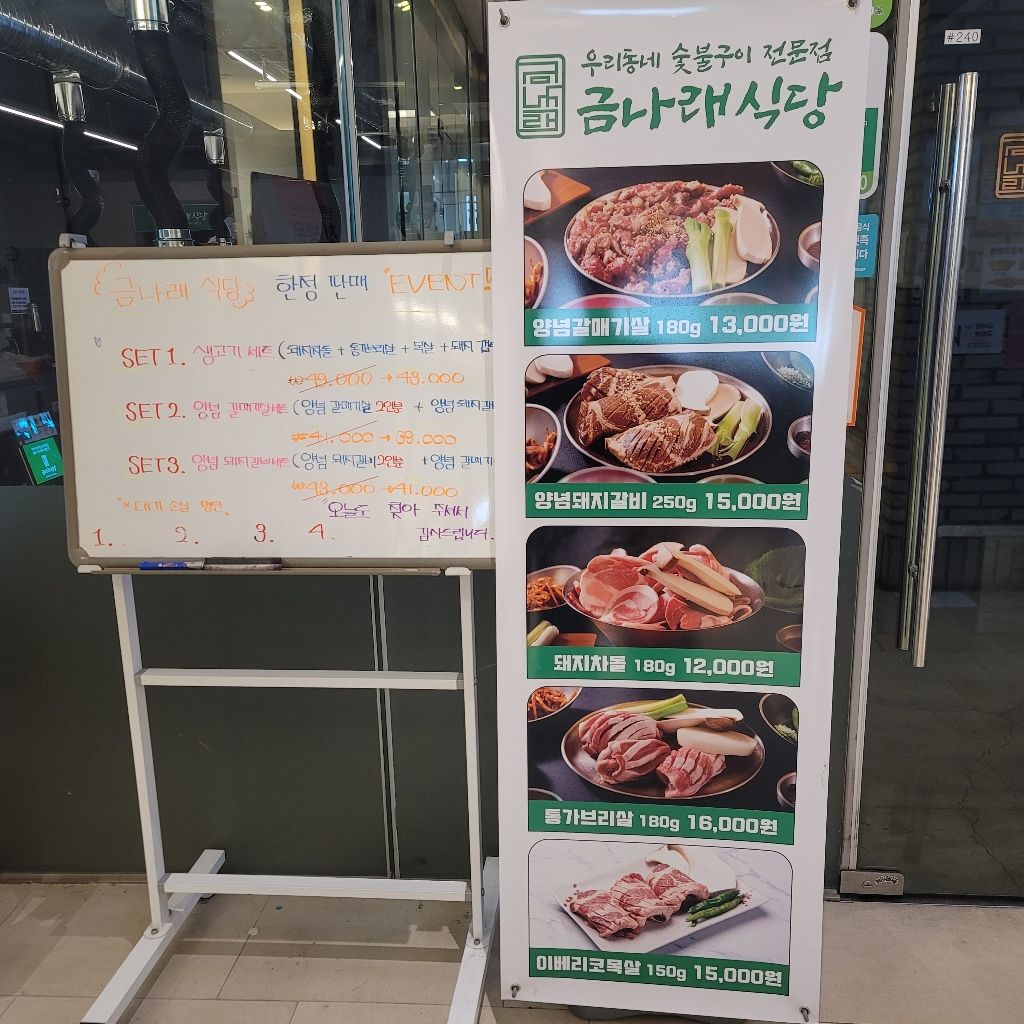 금나래 식당 한정 판매 "EVENT!
SET 1. 생고기 세트 (돼지차돌 + 통가브리살 + 목살 + 돼지
₩49.000 → 48.000
SET 2. 양념 갈매기살세트 (양념 갈매기살 2인분 + 양념 돼지갈비
₩41.000 → 39.000
SET3. 양념 돼지갈비세트 (양념 돼지갈비 2인분 + 양념 갈매기
₩43.000 → 41.000
*대기 손님 명단.
오늘도 찾아 주셔서
1. 2. 3. 4. 감사드립니다.
우리동네 숯불구이 전문점
금나래식당
양념갈매기살 180g 13,000원
양념돼지갈비 250g 15,000원
돼지차돌 180g 12,000원
통가브리살 180g 16,000원
이베리코목살 150g 15,000원
#240